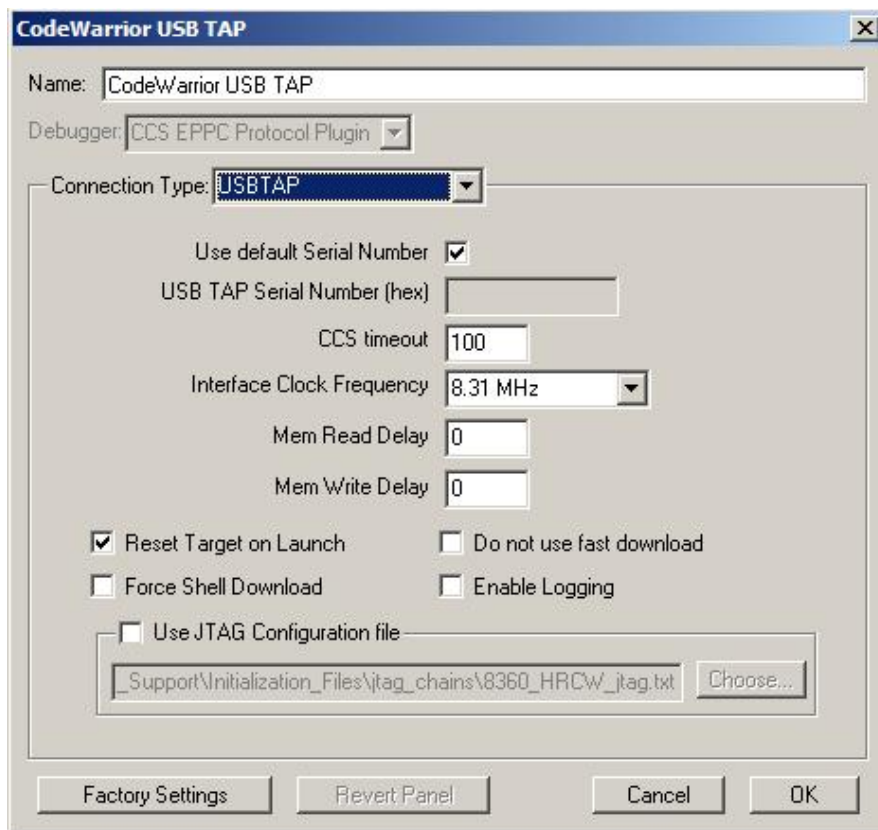 CodeWarrior USB TAP
Name: CodeWarrior USB TAP
Debugger: CCS EPPC Protocol Plugin
Connection Type: USBTAP
Use default Serial Number
USB TAP Serial Number (hex)
CCS timeout 100
Interface Clock Frequency 8.31 MHz
Mem Read Delay 0
Mem Write Delay 0
Reset Target on Launch Do not use fast download
Force Shell Download Enable Logging
Use JTAG Configuration file
_Support\Initialization_Files\jtag_chains\8360_HRCW_jtag.txt Choose...
Factory Settings Revert Panel Cancel OK